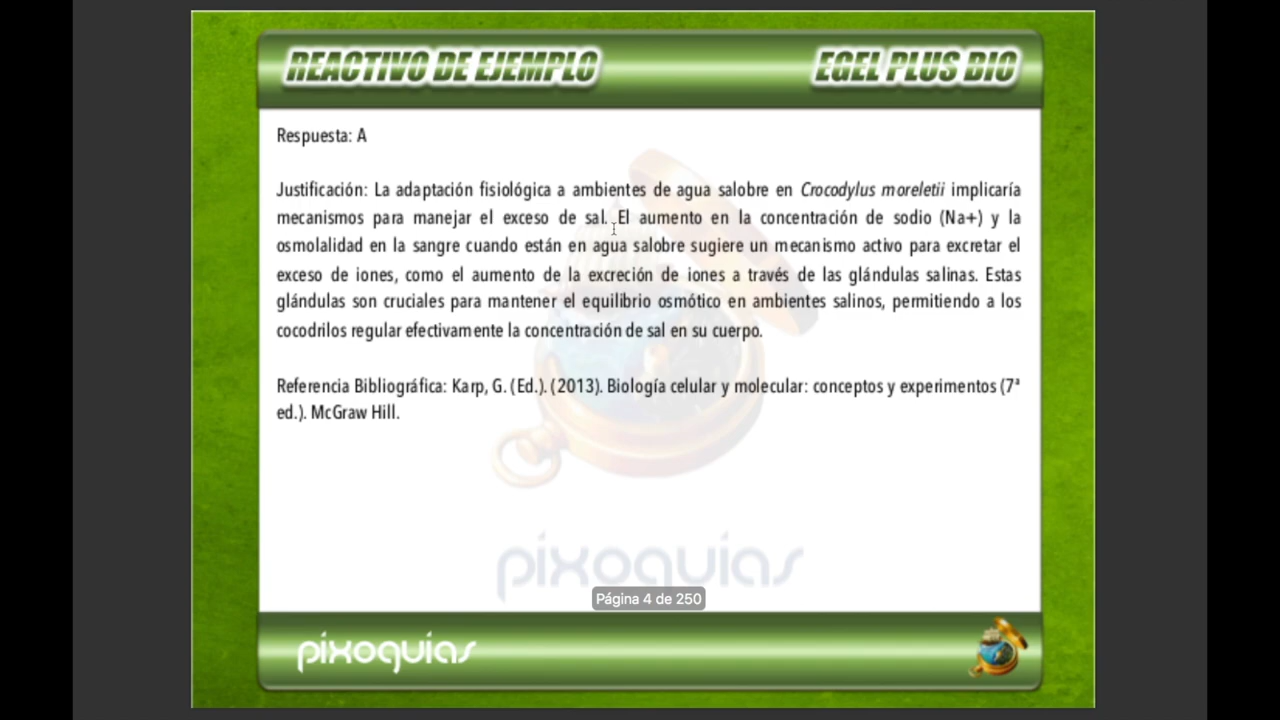 REACTIVO DE EJEMPLO EGEL PLUS BIO
Respuesta: A
Justificación: La adaptación fisiológica a ambientes de agua salobre en Crocodylus moreletii implicaría
mecanismos para manejar el exceso de sal. El aumento en la concentración de sodio (Na+) y la
osmolalidad en la sangre cuando están en agua salobre sugiere un mecanismo activo para excretar el
exceso de iones, como el aumento de la excreción de iones a través de las glándulas salinas. Estas
glándulas son cruciales para mantener el equilibrio osmótico en ambientes salinos, permitiendo a los
cocodrilos regular efectivamente la concentración de sal en su cuerpo.
Referencia Bibliográfica: Karp, G. (Ed.). (2013). Biología celular y molecular: conceptos y experimentos (7ª
ed.). McGraw Hill.
pixoguías
Página 4 de 250
pixoguías